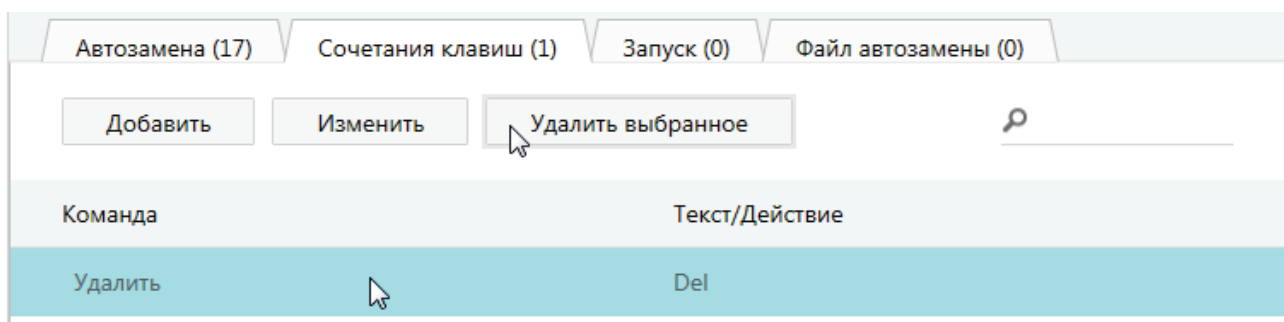 Автозамена (17) Сочетания клавиш (1) Запуск (0) Файл автозамены (0)
Добавить Изменить Удалить выбранное
Команда Текст/Действие
Удалить Del